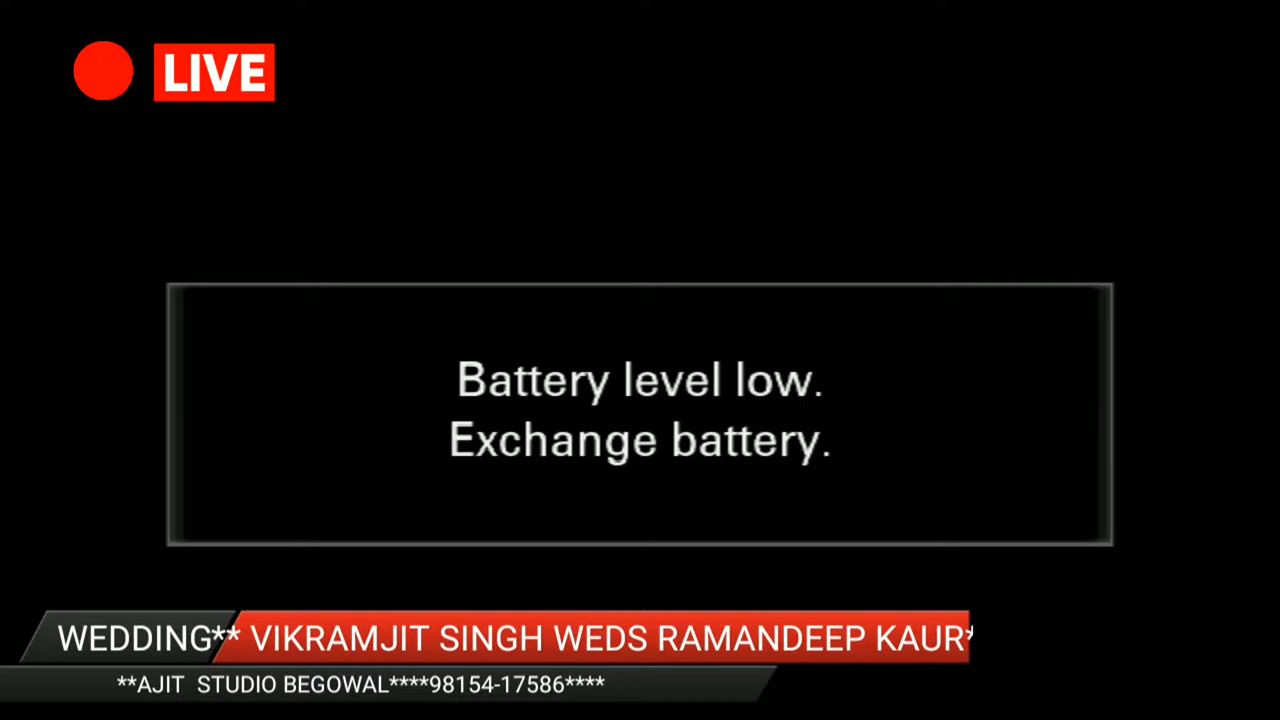 LIVE
Battery level low.
Exchange battery.
WEDDING** VIKRAMJIT SINGH WEDS RAMANDEEP KAUR*
**AJIT STUDIO BEGOWAL****98154-17586****